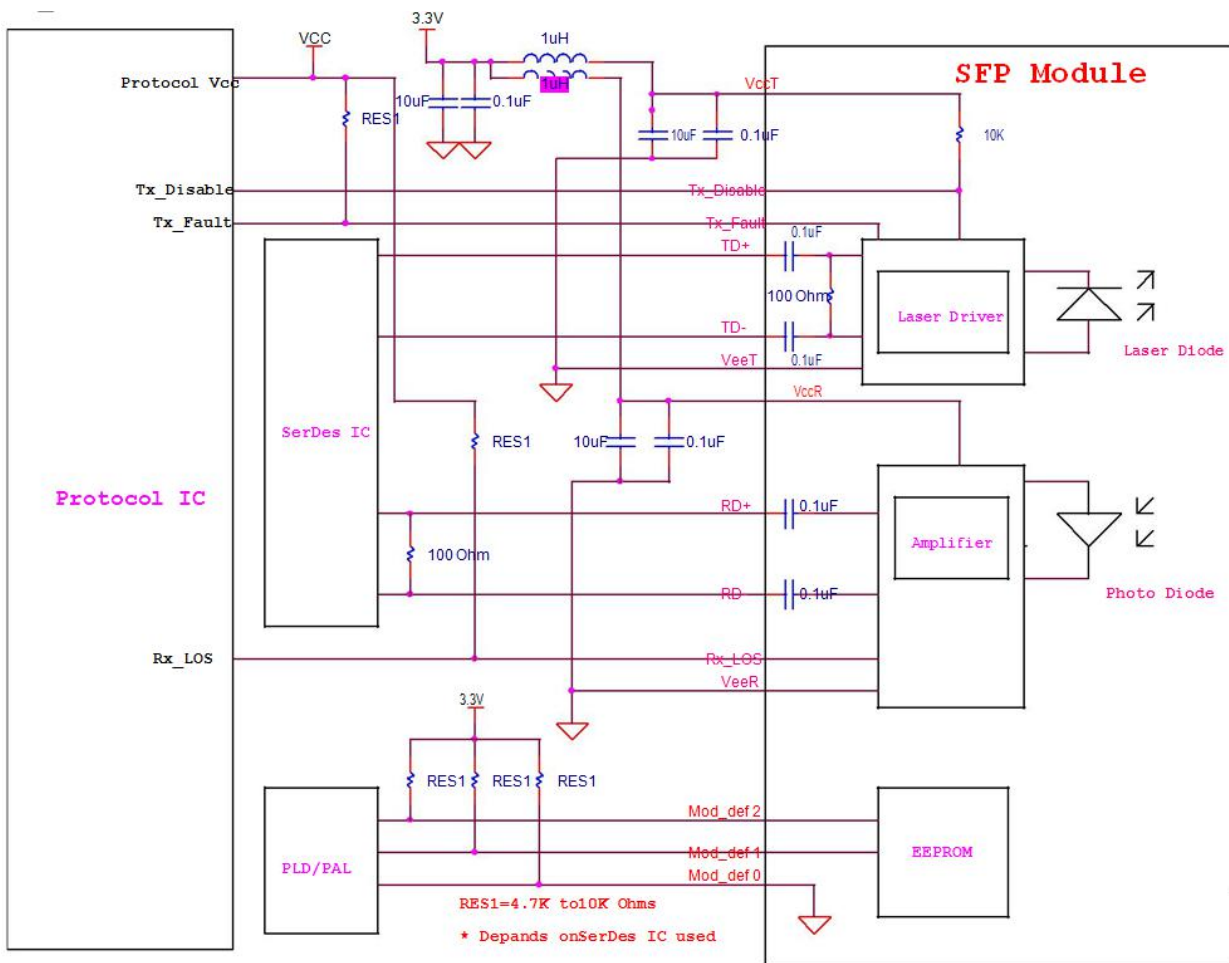 3.3V
VCC
1uH
SFP Module
Protocol Vcc
1uH
VccT
10uF
0.1uF
RES1
10uF
0.1uF
10K
Tx_Disable
Tx_Disable
Tx_Fault
Tx_Fault
0.1uF
TD+
100 Ohm
Laser Driver
TD-
Laser Diode
VeeT
0.1uF
VccR
SerDes IC
RES1
10uF
0.1uF
Protocol IC
RD+
0.1uF
100 Ohm
Amplifier
RD-
0.1uF
Photo Diode
Rx_LOS
Rx_LOS
VeeR
3.3V
RES1
RES1
RES1
Mod_def 2
Mod_def 1
EEPROM
PLD/PAL
Mod_def 0
RES1=4.7K to10K Ohms
* Depands onSerDes IC used